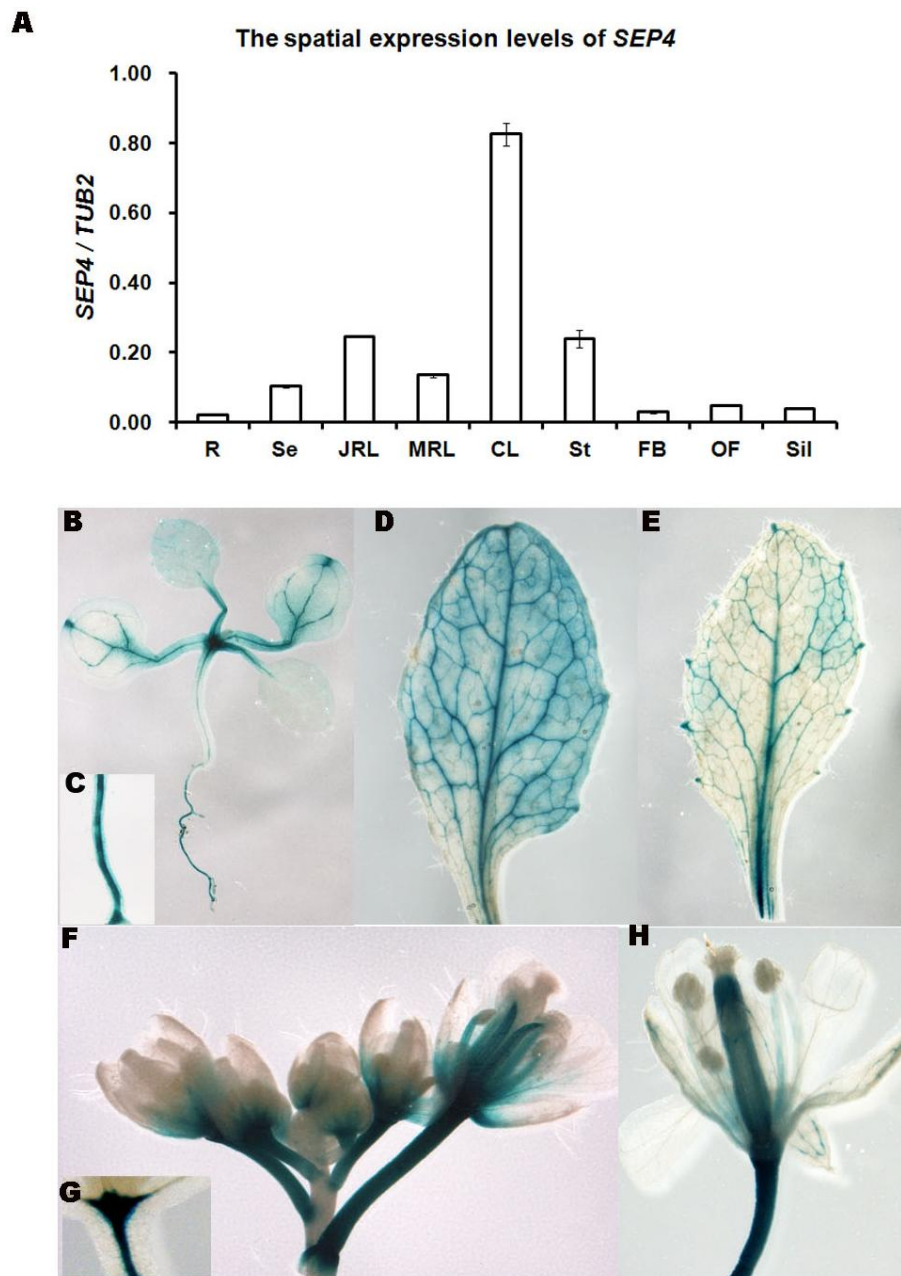 A
The spatial expression levels of SEP4
1.00
0.80
0.60
0.40
0.20
0.00
SEP4 / TUB2
R Se JRL MRL CL St FB OF Sil
B
D
E
C
F
H
G